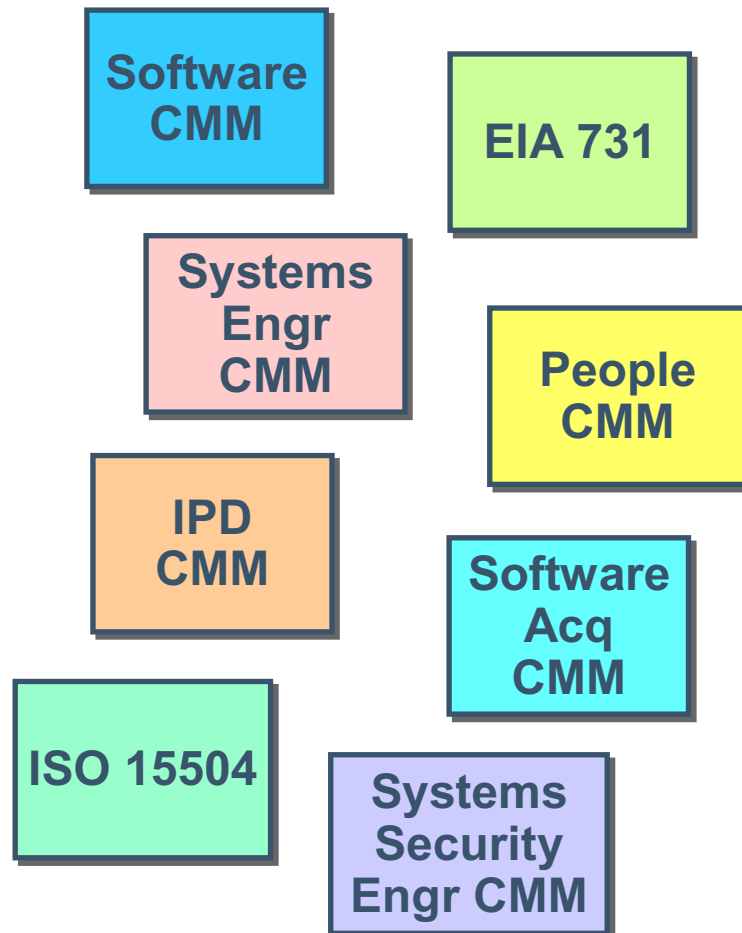 Software
CMM
EIA 731
Systems
Engr
CMM
People
CMM
IPD
CMM
Software
Acq
CMM
ISO 15504
Systems
Security
Engr CMM